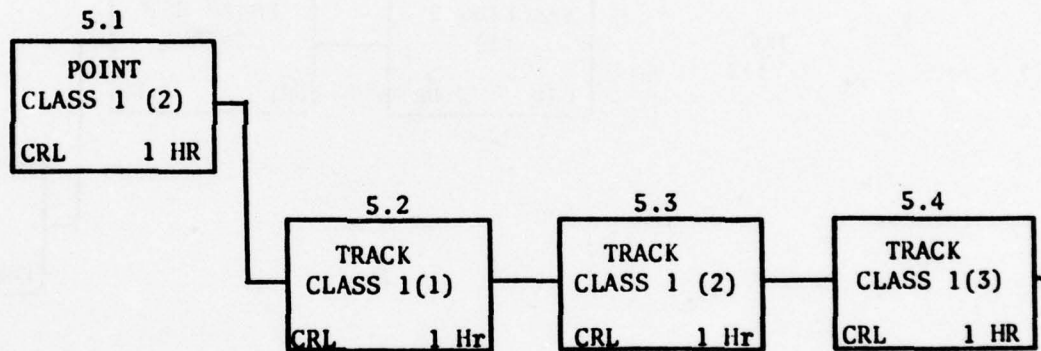 5.1
POINT
CLASS 1 (2)
CRL 1 HR
5.2
TRACK
CLASS 1(1)
CRL 1 Hr
5.3
TRACK
CLASS 1 (2)
CRL 1 Hr
5.4
TRACK
CLASS 1(3)
CRL 1 HR